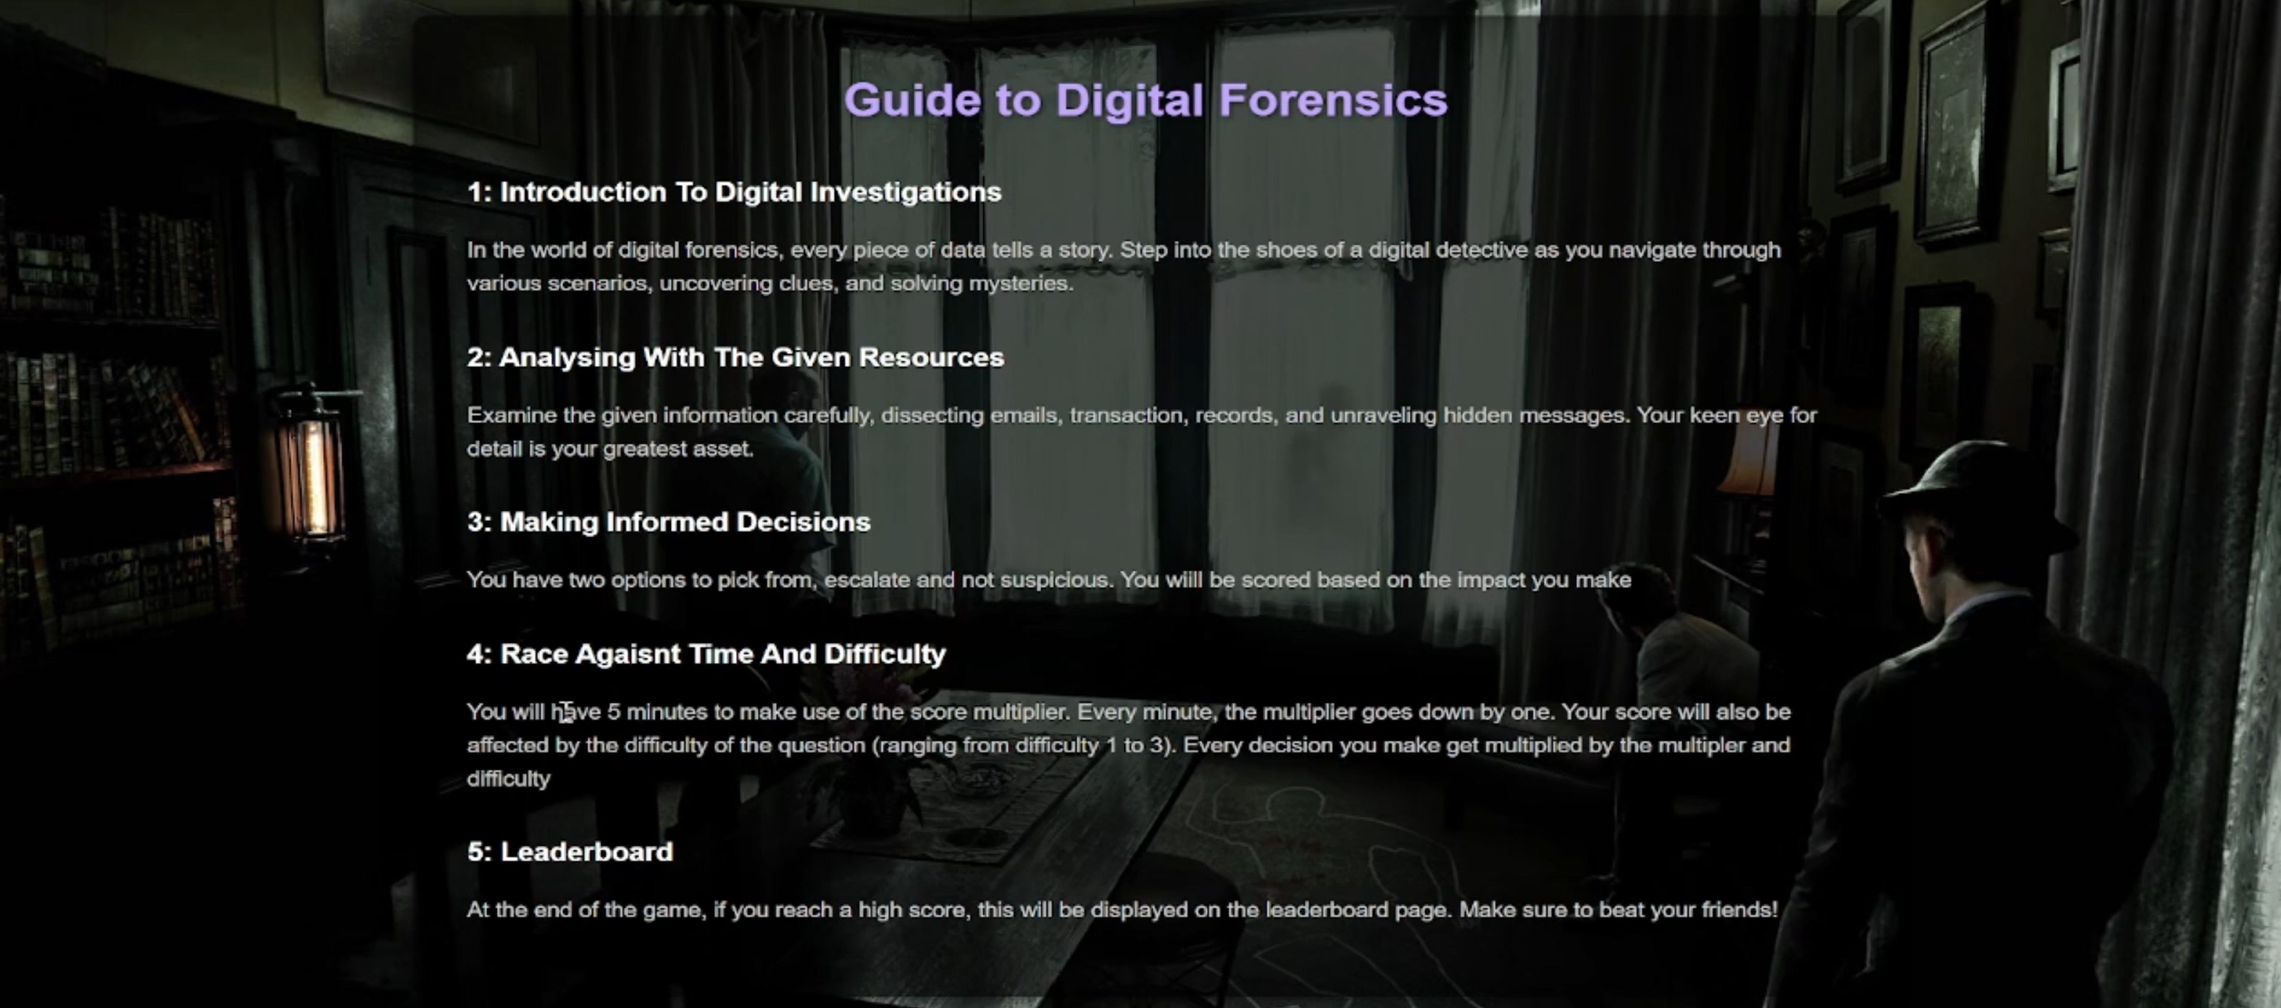 Guide to Digital Forensics
1: Introduction To Digital Investigations
In the world of digital forensics, every piece of data tells a story. Step into the shoes of a digital detective as you navigate through
various scenarios, uncovering clues, and solving mysteries.
2: Analysing With The Given Resources
Examine the given information carefully, dissecting emails, transaction, records, and unraveling hidden messages. Your keen eye for
detail is your greatest asset.
3: Making Informed Decisions
You have two options to pick from, escalate and not suspicious. You wiill be scored based on the impact you make
4: Race Agaisnt Time And Difficulty
You will have 5 minutes to make use of the score multiplier. Every minute, the multiplier goes down by one. Your score will also be
affected by the difficulty of the question (ranging from difficulty 1 to 3). Every decision you make get multiplied by the multipler and
difficulty
5: Leaderboard
At the end of the game, if you reach a high score, this will be displayed on the leaderboard page. Make sure to beat your friends!